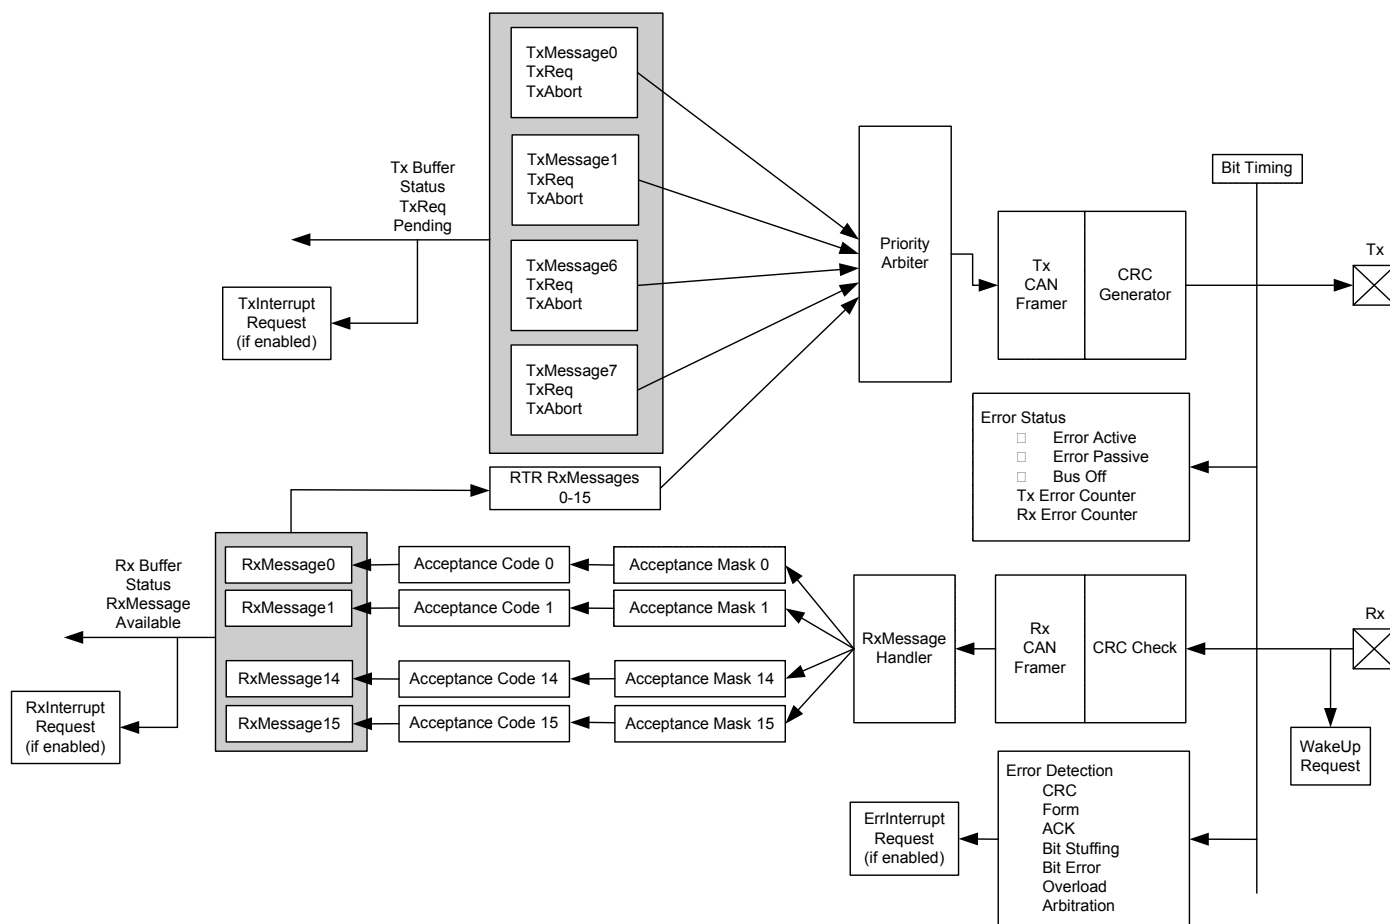 TxMessage0
TxReq
TxAbort
TxMessage1
TxReq
TxAbort
TxMessage6
TxReq
TxAbort
TxMessage7
TxReq
TxAbort
Tx Buffer
Status
TxReq
Pending
TxInterrupt
Request
(if enabled)
Priority
Arbiter
Tx
CAN
Framer
CRC
Generator
Bit Timing
Tx
Error Status
Error Active
Error Passive
Bus Off
Tx Error Counter
Rx Error Counter
RTR RxMessages
0-15
Rx Buffer
Status
RxMessage
Available
RxInterrupt
Request
(if enabled)
RxMessage0
Acceptance Code 0
Acceptance Mask 0
RxMessage1
Acceptance Code 1
Acceptance Mask 1
RxMessage14
Acceptance Code 14
Acceptance Mask 14
RxMessage15
Acceptance Code 15
Acceptance Mask 15
RxMessage
Handler
Rx
CAN
Framer
CRC Check
Rx
WakeUp
Request
ErrInterrupt
Request
(if enabled)
Error Detection
CRC
Form
ACK
Bit Stuffing
Bit Error
Overload
Arbitration